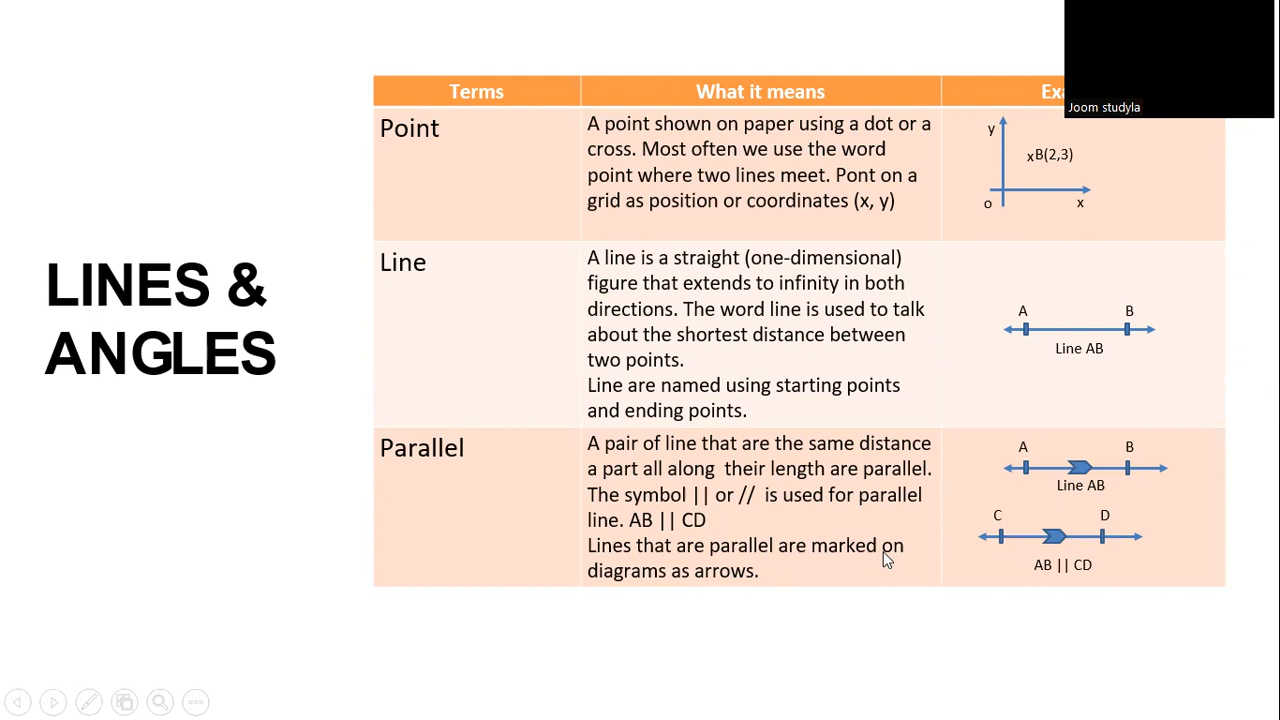 LINES &
ANGLES
Terms
What it means
Joom studyla
Point
A point shown on paper using a dot or a
cross. Most often we use the word
point where two lines meet. Pont on a
grid as position or coordinates (x, y)
y
xB(2,3)
o
x
Line
A line is a straight (one-dimensional)
figure that extends to infinity in both
directions. The word line is used to talk
about the shortest distance between
two points.
Line are named using starting points
and ending points.
A B
Line AB
Parallel
A pair of line that are the same distance
a part all along their length are parallel.
The symbol || or // is used for parallel
line. AB || CD
Lines that are parallel are marked on
diagrams as arrows.
A B
Line AB
C D
AB || CD